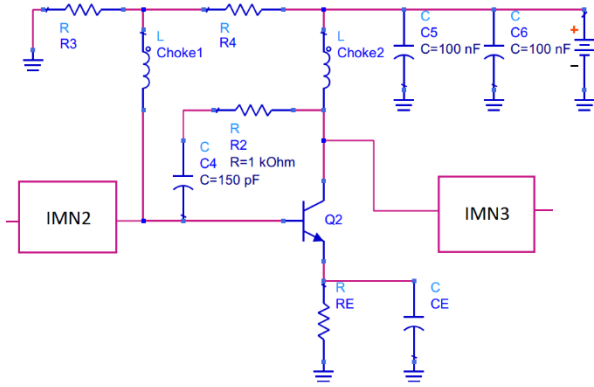 R
R3
L
Choke1
R
R4
L
Choke2
C
C5
C=100 nF
C
C6
C=100 nF
+
−
R
R2
R=1 kOhm
C
C4
C=150 pF
IMN2
Q2
IMN3
R
RE
C
CE